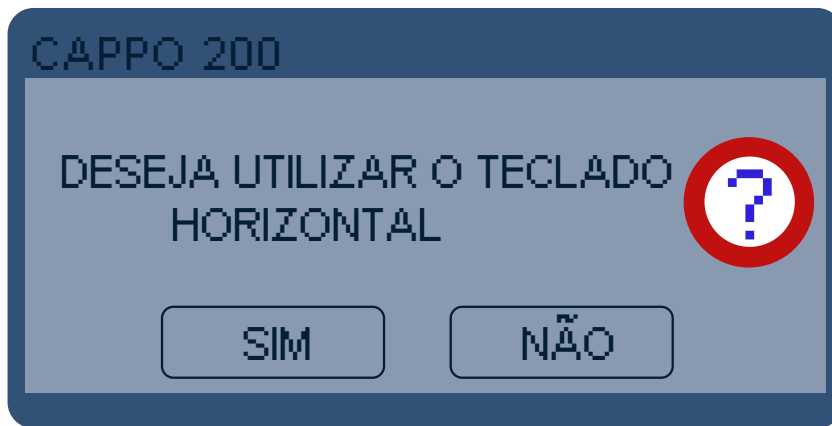 CAPPO 200
DESEJA UTILIZAR O TECLADO
HORIZONTAL
?
SIM
NÃO